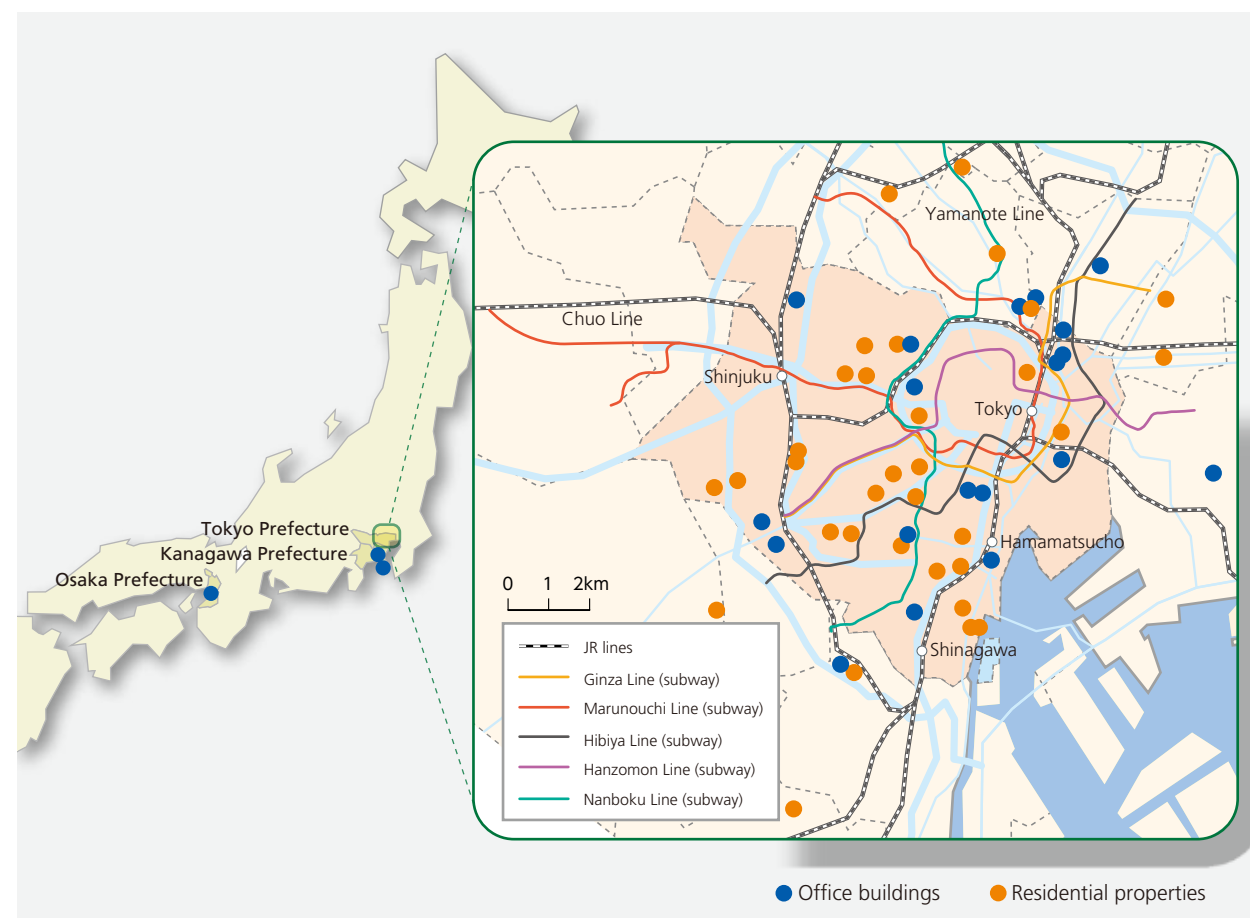 Tokyo Prefecture
Kanagawa Prefecture
Osaka Prefecture
Yamanote Line
Chuo Line
Shinjuku
Tokyo
Hamamatsucho
Shinagawa
0 1 2km
JR lines
Ginza Line (subway)
Marunouchi Line (subway)
Hibiya Line (subway)
Hanzomon Line (subway)
Nanboku Line (subway)
Office buildings
Residential properties